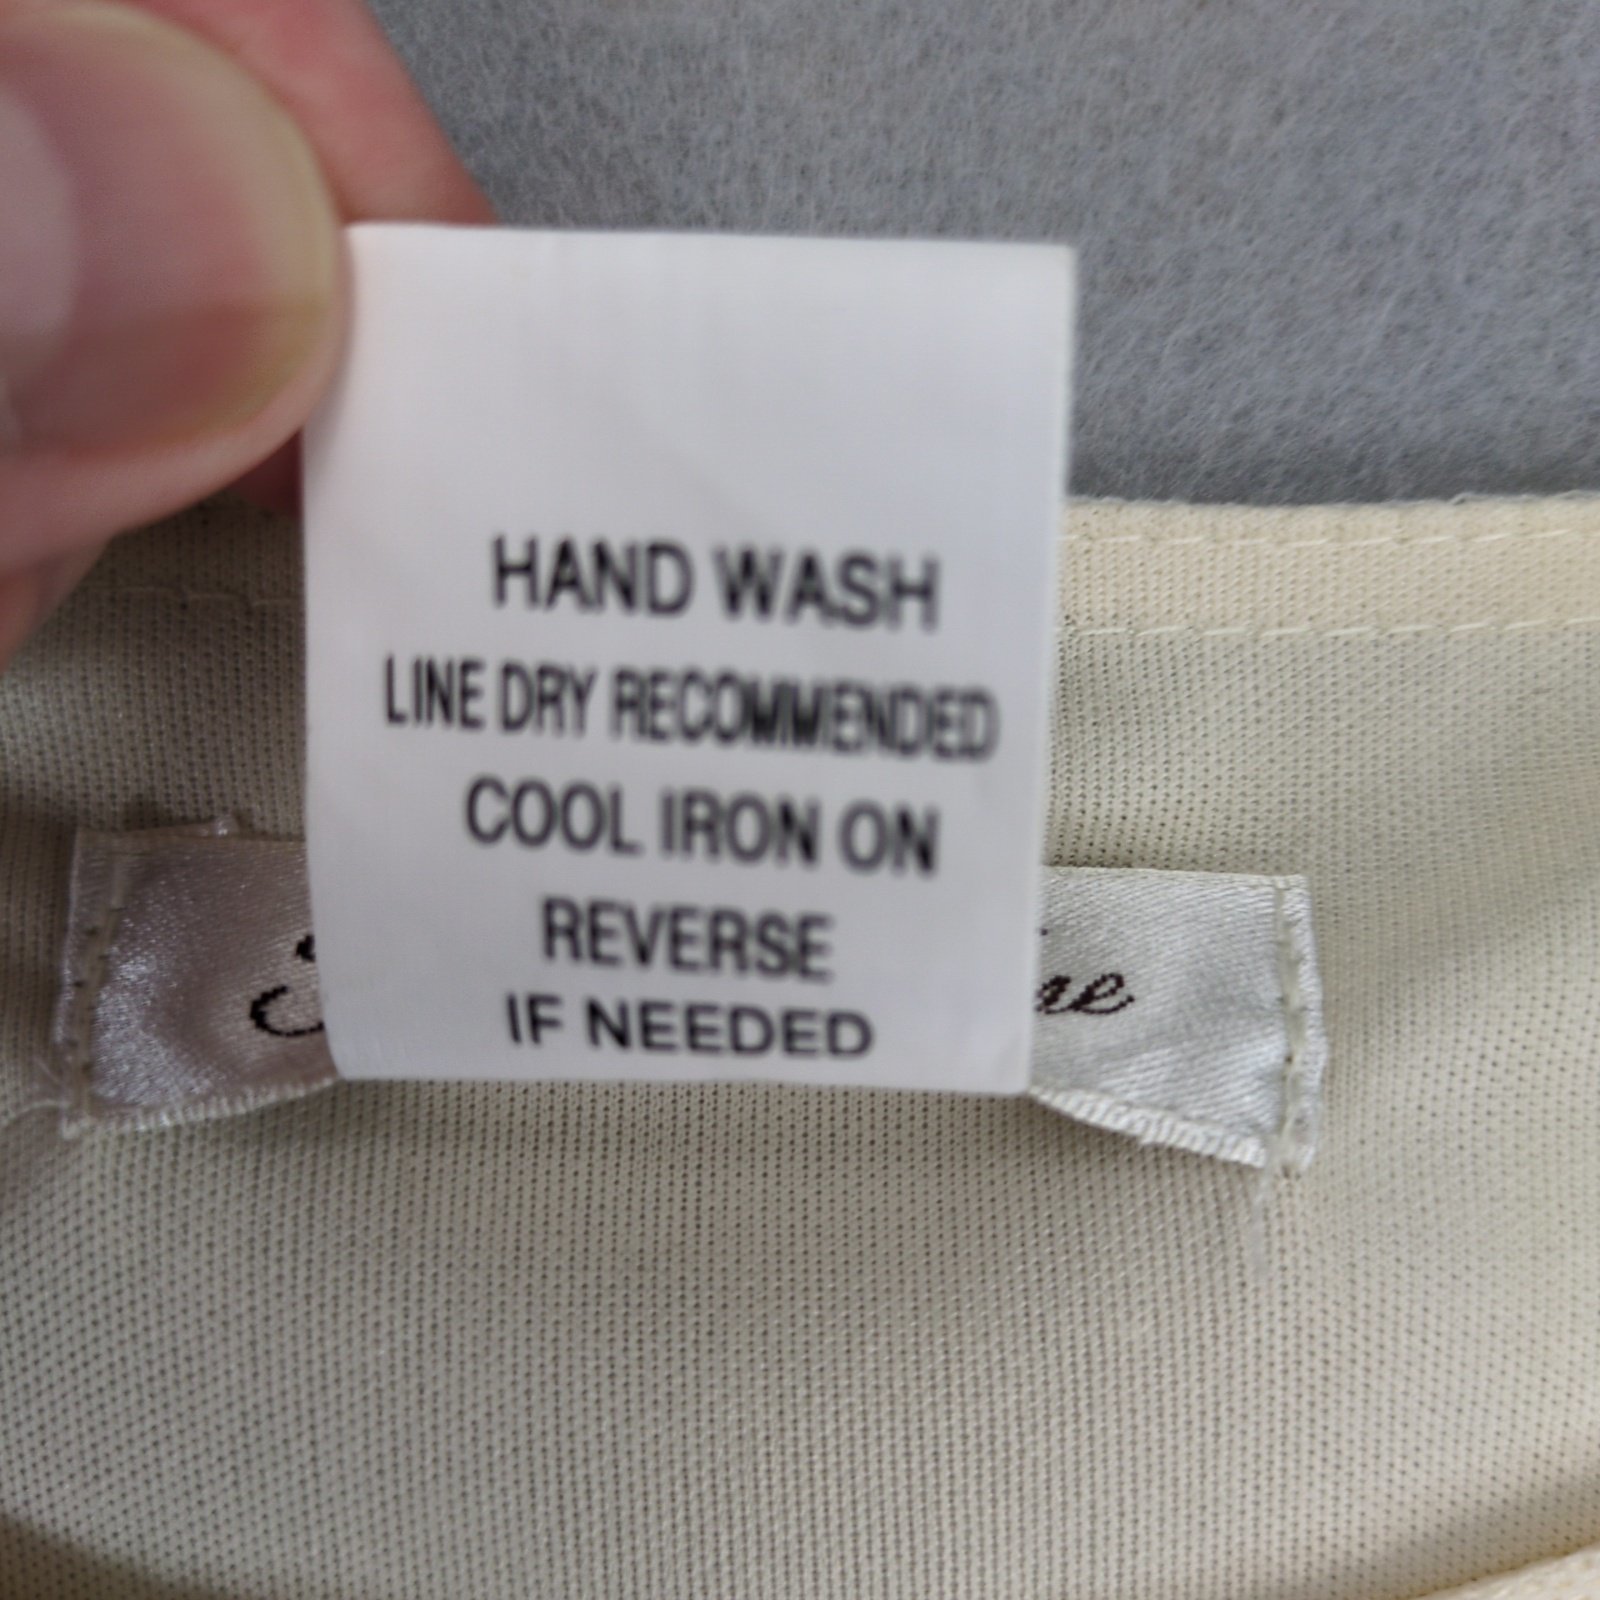 HAND WASH
LINE DRY RECOMMENDED
COOL IRON ON
REVERSE
IF NEEDED